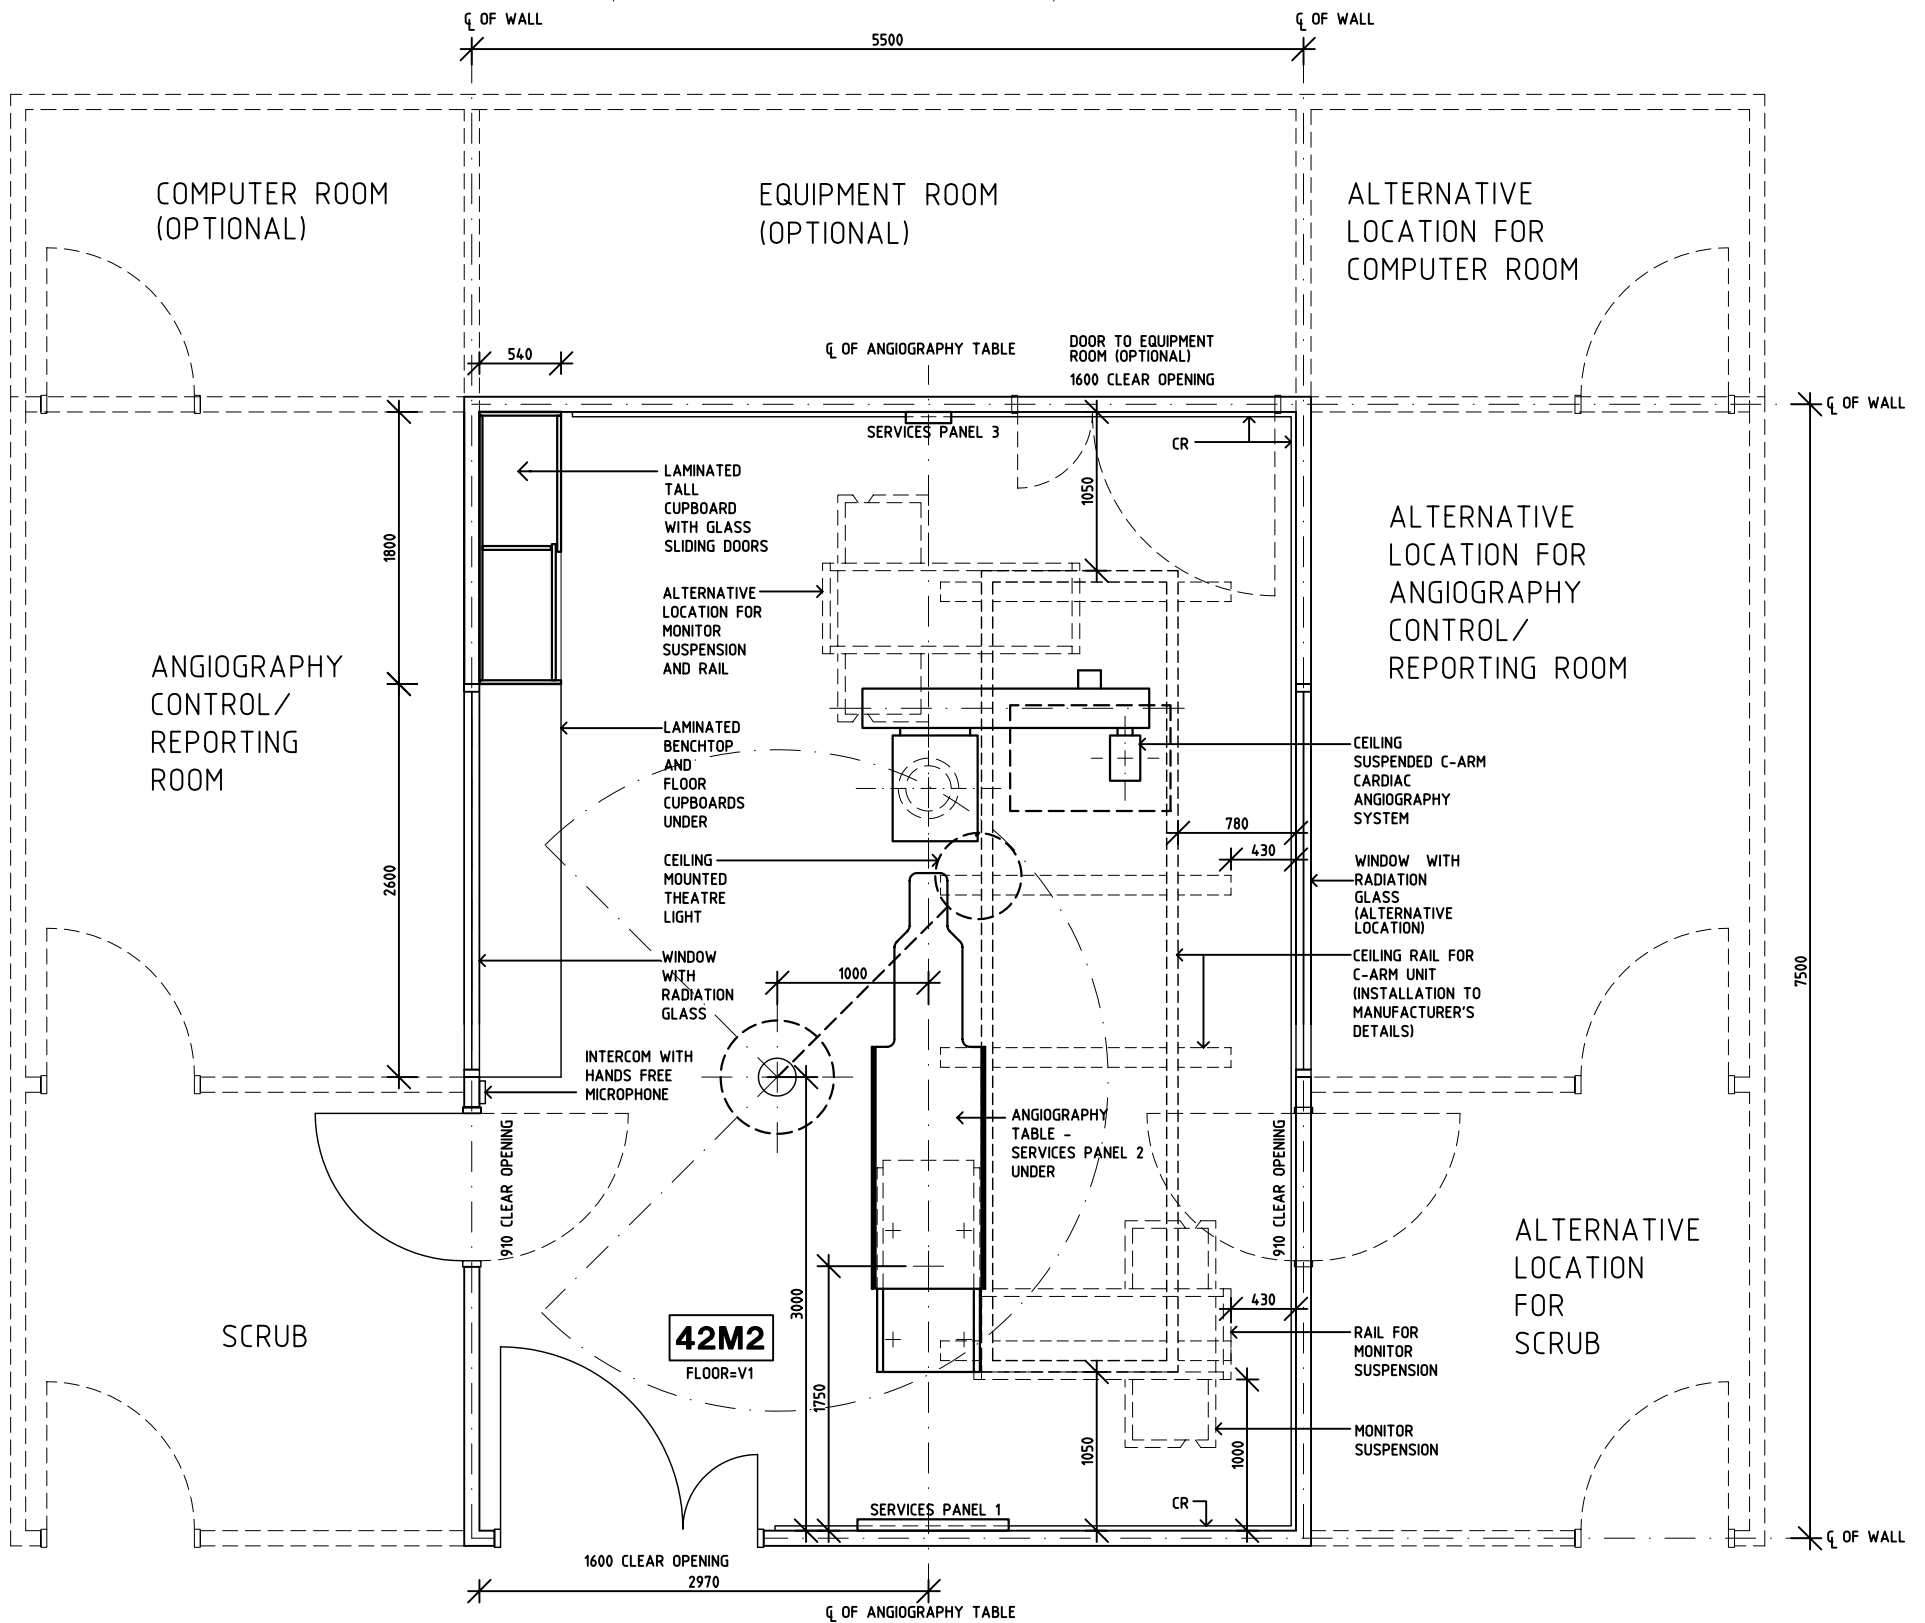 ℄ OF WALL
℄ OF WALL
5500
COMPUTER ROOM
(OPTIONAL)
EQUIPMENT ROOM
(OPTIONAL)
ALTERNATIVE
LOCATION FOR
COMPUTER ROOM
540
℄ OF ANGIOGRAPHY TABLE
DOOR TO EQUIPMENT
ROOM (OPTIONAL)
1600 CLEAR OPENING
℄ OF WALL
SERVICES PANEL 3
CR
1050
1800
LAMINATED
TALL
CUPBOARD
WITH GLASS
SLIDING DOORS
ALTERNATIVE
LOCATION FOR
MONITOR
SUSPENSION
AND RAIL
ALTERNATIVE
LOCATION FOR
ANGIOGRAPHY
CONTROL/
REPORTING ROOM
ANGIOGRAPHY
CONTROL/
REPORTING
ROOM
LAMINATED
BENCHTOP
AND
FLOOR
CUPBOARDS
UNDER
CEILING
SUSPENDED C-ARM
CARDIAC
ANGIOGRAPHY
SYSTEM
780
430
2600
CEILING
MOUNTED
THEATRE
LIGHT
WINDOW WITH
RADIATION
GLASS
(ALTERNATIVE
LOCATION)
WINDOW
WITH
RADIATION
GLASS
1000
CEILING RAIL FOR
C-ARM UNIT
(INSTALLATION TO
MANUFACTURER'S
DETAILS)
7500
INTERCOM WITH
HANDS FREE
MICROPHONE
ANGIOGRAPHY
TABLE -
SERVICES PANEL 2
UNDER
910 CLEAR OPENING
910 CLEAR OPENING
ALTERNATIVE
LOCATION
FOR
SCRUB
SCRUB
3000
430
42M2
FLOOR=V1
RAIL FOR
MONITOR
SUSPENSION
1750
1050
1000
MONITOR
SUSPENSION
SERVICES PANEL 1
CR
℄ OF WALL
1600 CLEAR OPENING
2970
℄ OF ANGIOGRAPHY TABLE